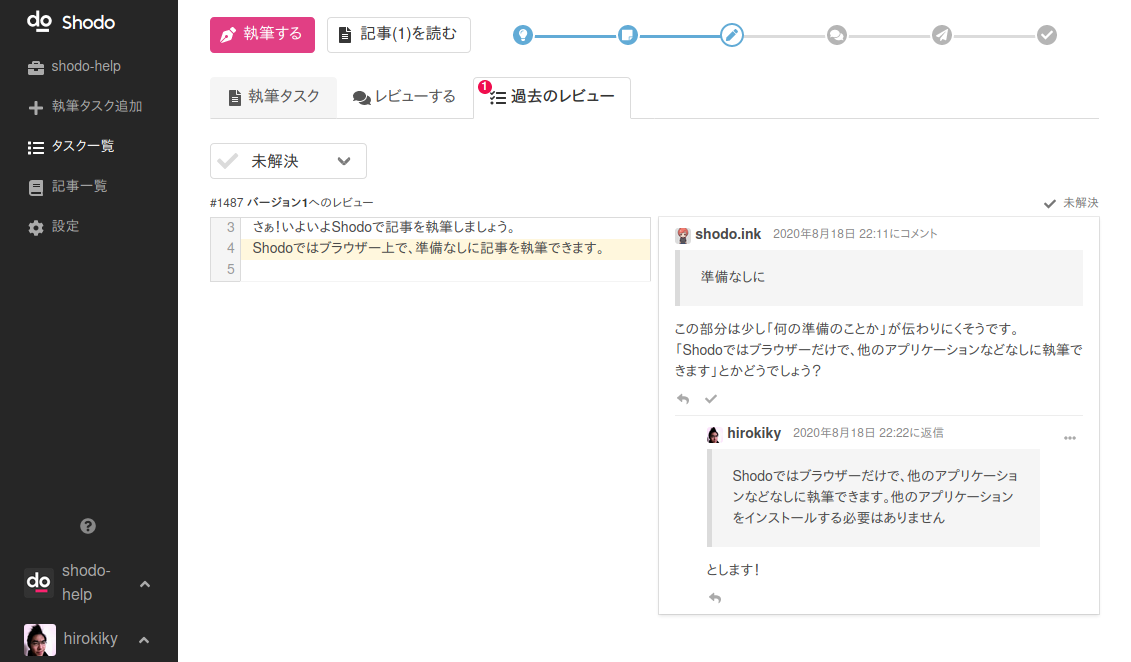 do Shodo
shodo-help
執筆タスク追加
タスク一覧
記事一覧
設定
do
shodo-
help
hirokiky
執筆する
記事(1)を読む
執筆タスク
レビューする
1
過去のレビュー
未解決
#1487 バージョン1へのレビュー
未解決
3 さぁ！いよいよShodoで記事を執筆しましょう。
4 Shodoではブラウザー上で、準備なしに記事を執筆できます。
5
shodo.ink 2020年8月18日 22:11にコメント
準備なしに
この部分は少し「何の準備のことか」が伝わりにくそうです。
「Shodoではブラウザーだけで、他のアプリケーションなどなしに執筆で
きます」とかどうでしょう？
hirokiky 2020年8月18日 22:22に返信
Shodoではブラウザーだけで、他のアプリケーショ
ンなどなしに執筆できます。他のアプリケーション
をインストールする必要はありません
とします！